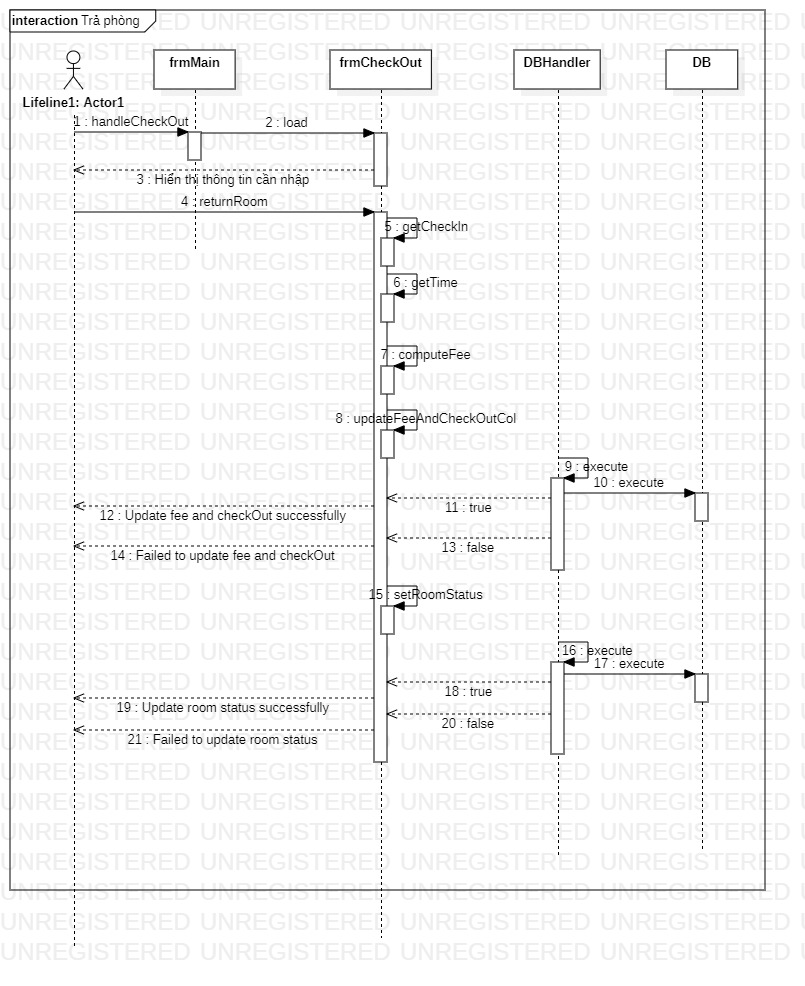 interaction Trả phòng
frmMain
frmCheckOut
DBHandler
DB
Lifeline1: Actor1
1 : handleCheckOut
2 : load
3 : Hiển thị thông tin cần nhập
4 : returnRoom
5 : getCheckIn
6 : getTime
7 : computeFee
8 : updateFeeAndCheckOutCol
9 : execute
10 : execute
11 : true
12 : Update fee and checkOut successfully
13 : false
14 : Failed to update fee and checkOut
15 : setRoomStatus
16 : execute
17 : execute
18 : true
19 : Update room status successfully
20 : false
21 : Failed to update room status
UNREGISTERED